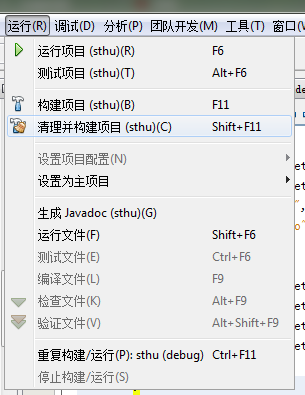 运行(R) 调试(D) 分析(P) 团队开发(M) 工具(T) 窗口(
运行项目 (sthu)(R) F6
测试项目 (sthu)(T) Alt+F6
构建项目 (sthu)(B) F11
清理并构建项目 (sthu)(C) Shift+F11
设置项目配置(N)
设置为主项目
生成 Javadoc (sthu)(G)
运行文件(F) Shift+F6
测试文件(E) Ctrl+F6
编译文件(L) F9
检查文件(K) Alt+F9
验证文件(V) Alt+Shift+F9
重复构建/运行(P): sthu (debug) Ctrl+F11
停止构建/运行(S)